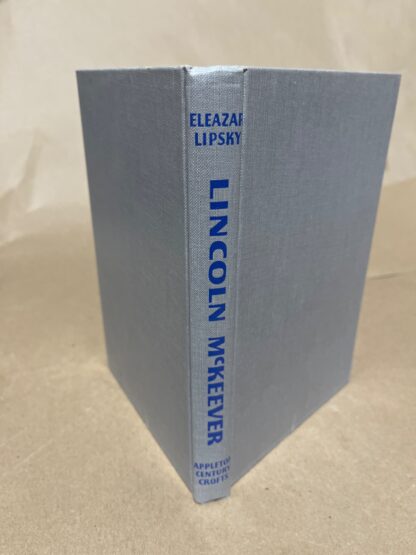 ELEAZAR
LIPSKY
LINCOLN McKEEVER
APPLETON
CENTURY
CROFTS